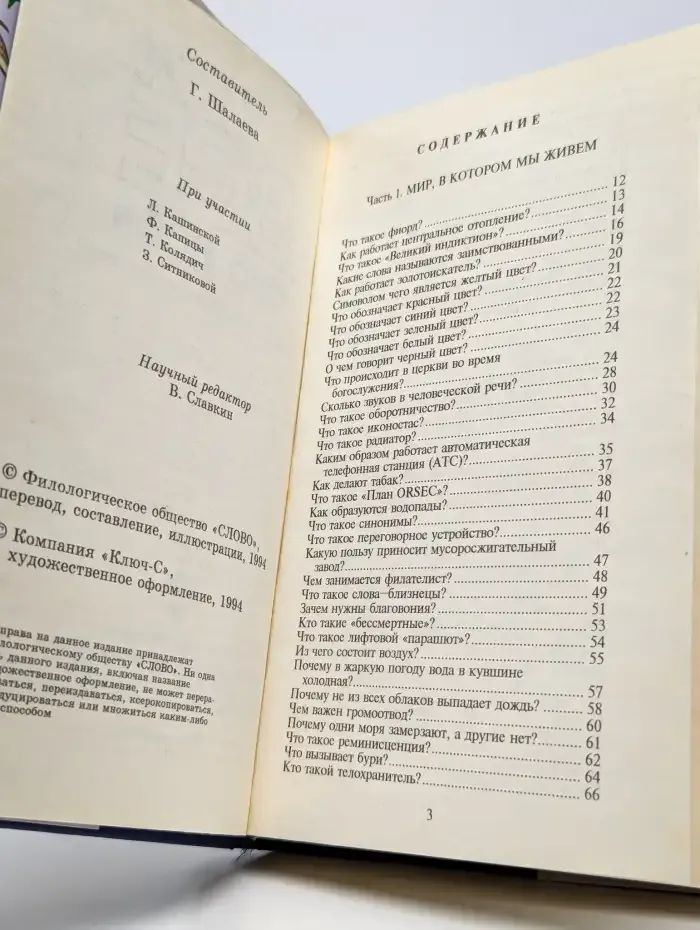 Составитель
Г. Шалаева
При участии
Л. Кашинской
Ф. Капицы
Т. Колядич
З. Ситниковой
Научный редактор
В. Славкин
© Филологическое общество «СЛОВО»,
перевод, составление, иллюстрации, 1994
© Компания «Ключ-С»,
художественное оформление, 1994
права на данное издание принадлежат
лологическому обществу «СЛОВО». Ни одна
ь данного издания, включая название
дожественное оформление, не может перера-
ваться, переиздаваться, ксерокопироваться,
дуцироваться или множиться каким-либо
способом
СОДЕРЖАНИЕ
Часть 1. МИР, В КОТОРОМ МЫ ЖИВЕМ
Что такое фиорд? 12
Как работает центральное отопление? 13
Что такое «Великий индиктион»? 14
Какие слова называются заимствованными? 16
Как работает золотоискатель? 19
Символом чего является желтый цвет? 20
Что обозначает красный цвет? 21
Что обозначает синий цвет? 22
Что обозначает зеленый цвет? 22
Что обозначает белый цвет? 23
О чем говорит черный цвет? 24
Что происходит в церкви во время
богослужения? 24
Сколько звуков в человеческой речи? 28
Что такое оборотничество? 30
Что такое иконостас? 32
Что такое радиатор? 34
Каким образом работает автоматическая
телефонная станция (АТС)? 35
Как делают табак? 37
Что такое «План ORSEC»? 38
Как образуются водопады? 40
Что такое синонимы? 41
Что такое переговорное устройство? 46
Какую пользу приносит мусоросжигательный
завод? 47
Чем занимается филателист? 48
Что такое слова–близнецы? 49
Зачем нужны благовония? 51
Кто такие «бессмертные»? 53
Что такое лифтовой «парашют»? 54
Из чего состоит воздух? 55
Почему в жаркую погоду вода в кувшине
холодная? 57
Почему не из всех облаков выпадает дождь? 58
Чем важен громоотвод? 60
Почему одни моря замерзают, а другие нет? 61
Что такое реминисценция? 62
Что вызывает бури? 64
Кто такой телохранитель? 66
3